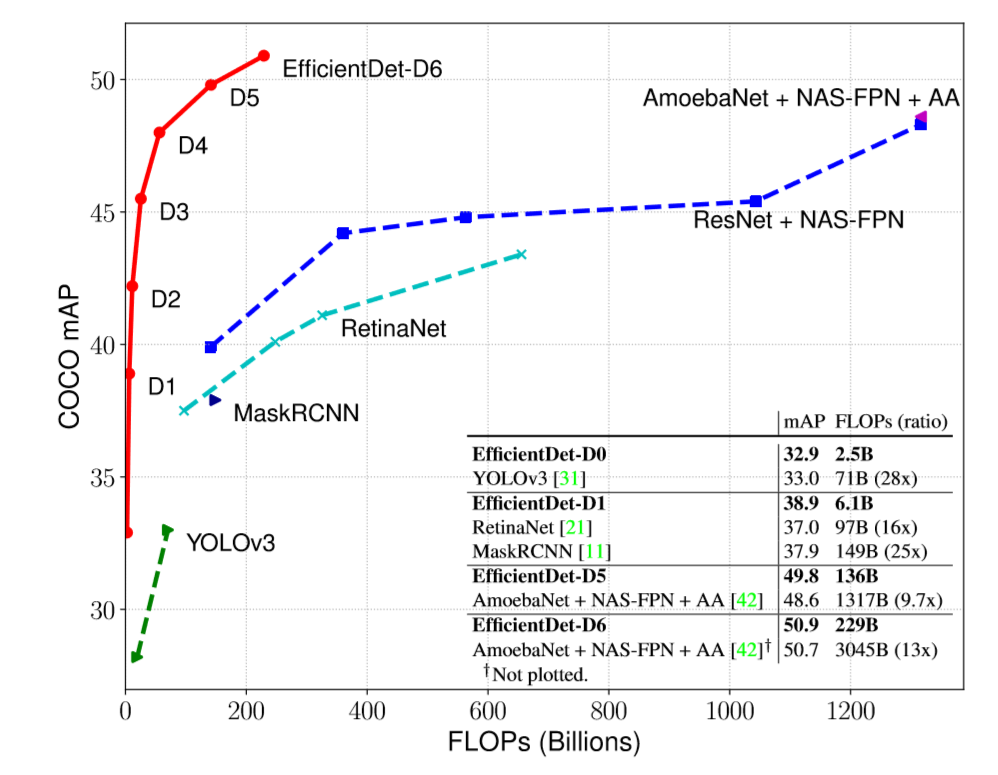 50
45
40
35
30
COCO mAP
0
200
400
600
800
1000
1200
FLOPs (Billions)
EfficientDet-D6
D5
D4
D3
D2
D1
AmoebaNet + NAS-FPN + AA
ResNet + NAS-FPN
RetinaNet
MaskRCNN
YOLOv3
mAP FLOPs (ratio)
EfficientDet-D0 32.9 2.5B
YOLOv3 [31] 33.0 71B (28x)
EfficientDet-D1 38.9 6.1B
RetinaNet [21] 37.0 97B (16x)
MaskRCNN [11] 37.9 149B (25x)
EfficientDet-D5 49.8 136B
AmoebaNet + NAS-FPN + AA [42] 48.6 1317B (9.7x)
EfficientDet-D6 50.9 229B
AmoebaNet + NAS-FPN + AA [42]† 50.7 3045B (13x)
†Not plotted.